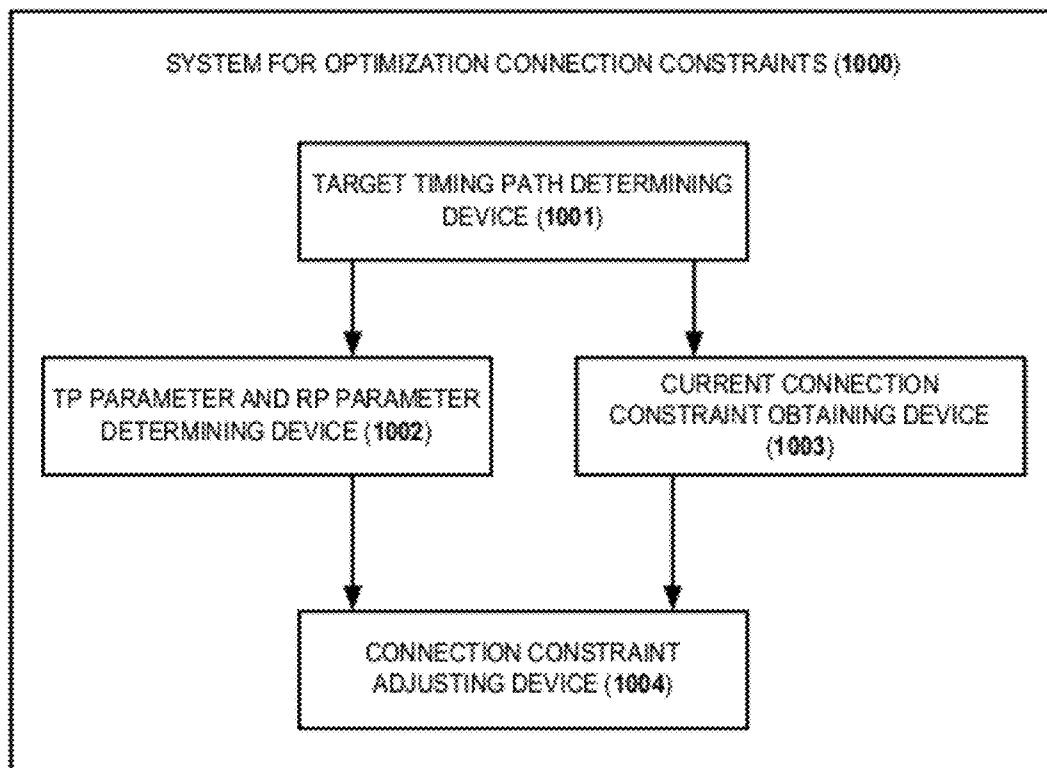 SYSTEM FOR OPTIMIZATION CONNECTION CONSTRAINTS (1000)
TARGET TIMING PATH DETERMINING
DEVICE (1001)
TP PARAMETER AND RP PARAMETER
DETERMINING DEVICE (1002)
CURRENT CONNECTION
CONSTRAINT OBTAINING DEVICE
(1003)
CONNECTION CONSTRAINT
ADJUSTING DEVICE (1004)